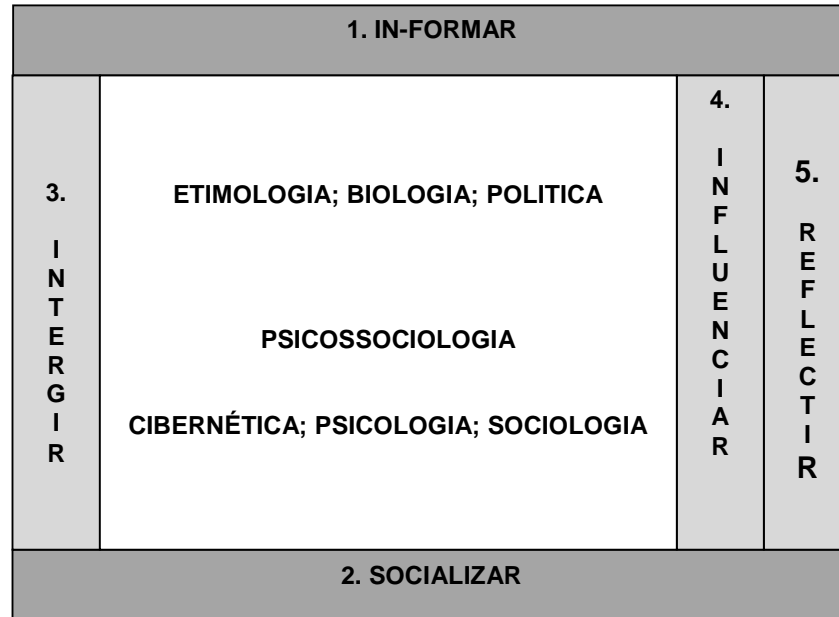 1. IN-FORMAR
3.
INTERGIR
ETIMOLOGIA; BIOLOGIA; POLITICA
PSICOSSOCIOLOGIA
CIBERNÉTICA; PSICOLOGIA; SOCIOLOGIA
4.
INFLUENCIAR
5.
REFLECTIR
2. SOCIALIZAR